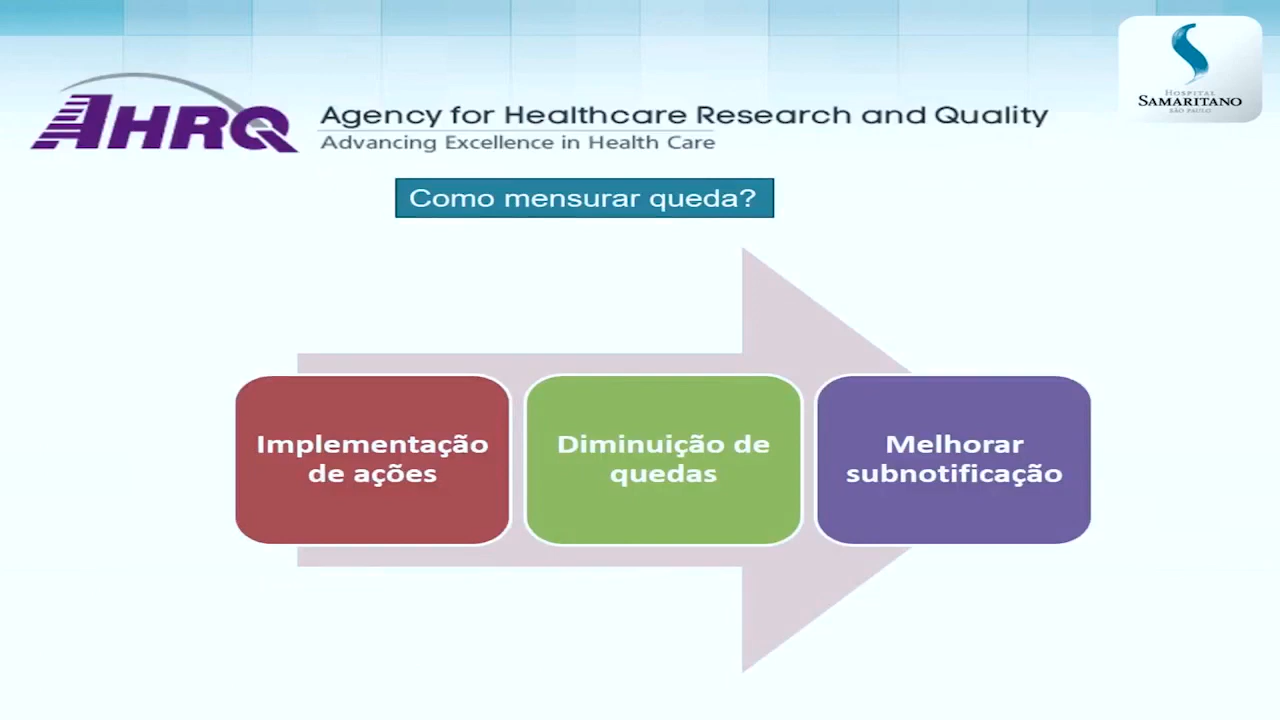 AHRQ
Agency for Healthcare Research and Quality
Advancing Excellence in Health Care
HOSPITAL
SAMARITANO
SÃO PAULO
Como mensurar queda?
Implementação
de ações
Diminuição de
quedas
Melhorar
subnotificação